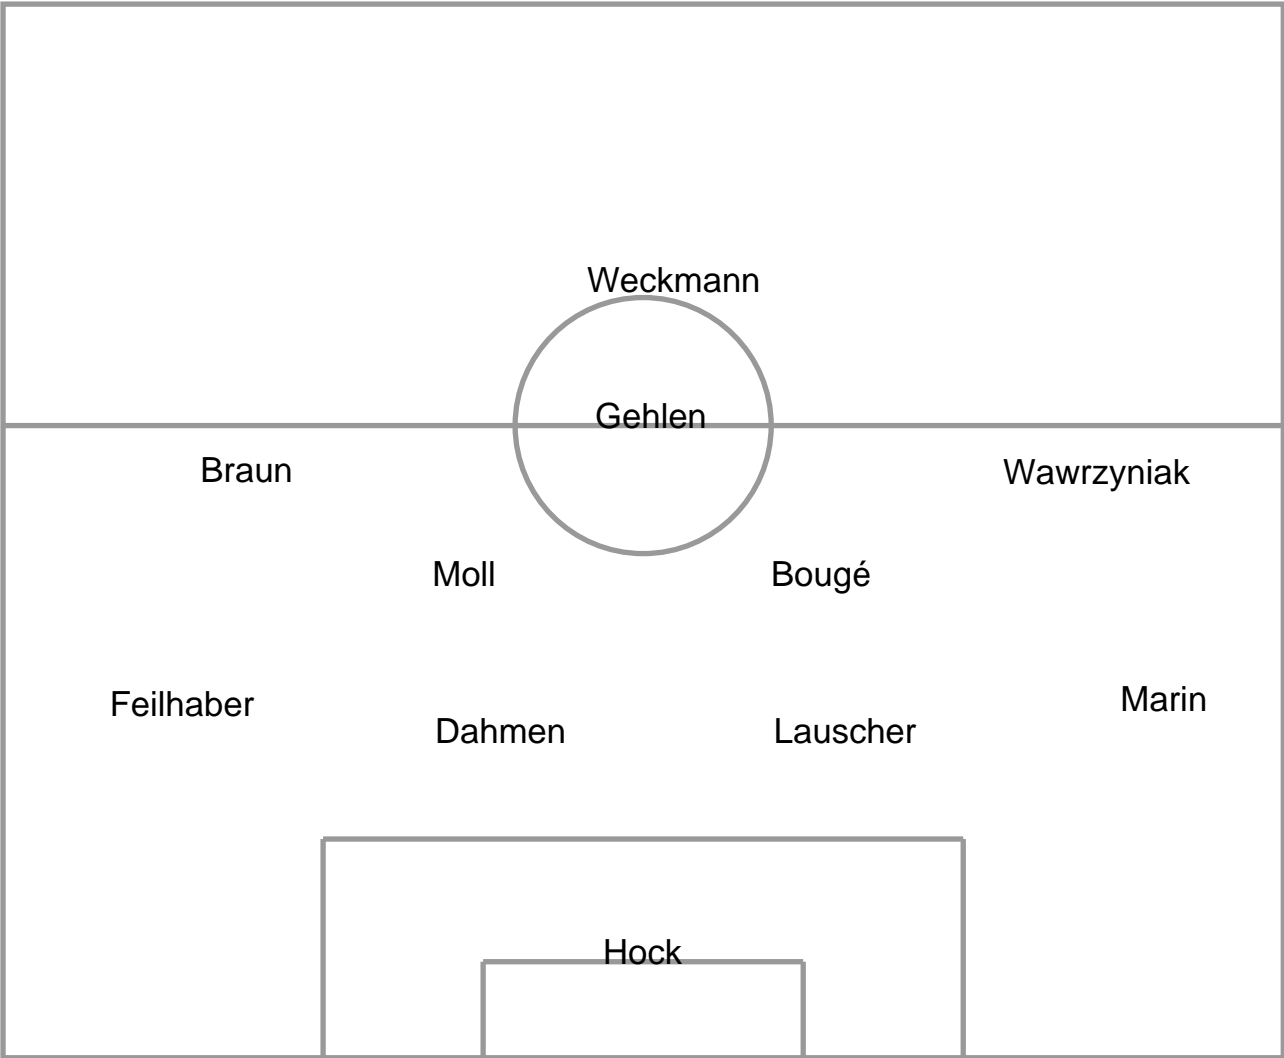 Weckmann
Gehlen
Braun
Wawrzyniak
Moll
Bougé
Feilhaber
Marin
Dahmen
Lauscher
Hock